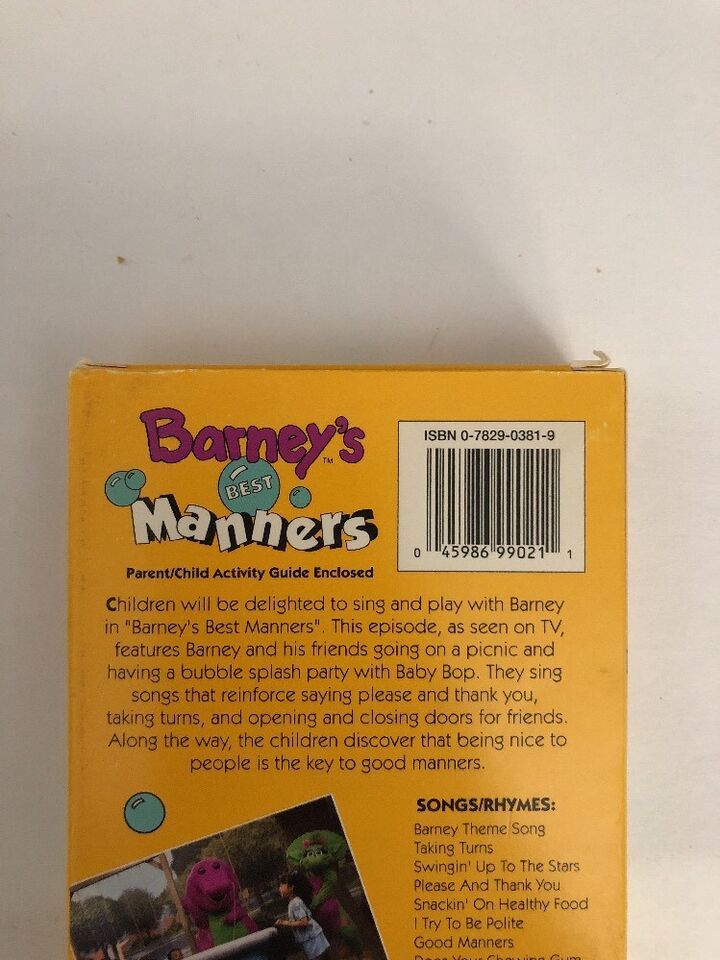 Barney's
TM
BEST
Manners
Parent/Child Activity Guide Enclosed
ISBN 0-7829-0381-9
0 45986 99021 1
Children will be delighted to sing and play with Barney
in "Barney's Best Manners". This episode, as seen on TV,
features Barney and his friends going on a picnic and
having a bubble splash party with Baby Bop. They sing
songs that reinforce saying please and thank you,
taking turns, and opening and closing doors for friends.
Along the way, the children discover that being nice to
people is the key to good manners.
SONGS/RHYMES:
Barney Theme Song
Taking Turns
Swingin' Up To The Stars
Please And Thank You
Snackin' On Healthy Food
I Try To Be Polite
Good Manners
Does Your Chewing Gum